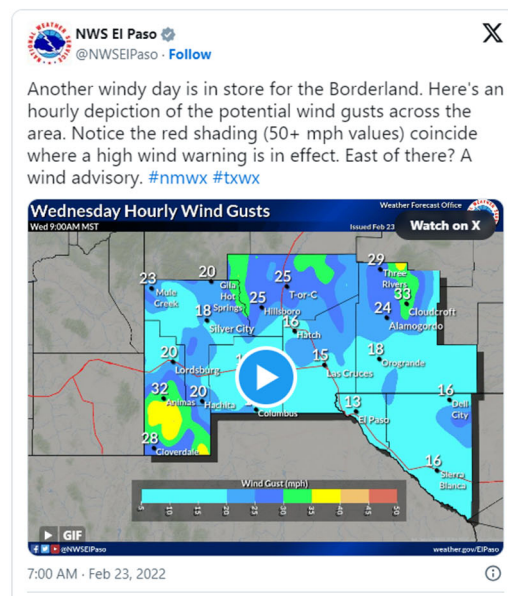 NWS El Paso
@NWSElPaso · Follow
Another windy day is in store for the Borderland. Here's an
hourly depiction of the potential wind gusts across the
area. Notice the red shading (50+ mph values) coincide
where a high wind warning is in effect. East of there? A
wind advisory. #nmwx #txwx
Wednesday Hourly Wind Gusts
Weather Forecast Office
Wed 9:00AM MST
Issued Feb 23
Watch on X
29
Three
Rivers
23
Mule
Creek
20
Gila
Hot
Springs
25
T-or-C
25
Hillsboro
33
Cloudcroft
24
Alamogordo
18
Silver City
16
Hatch
20
Lordsburg
15
Las Cruces
18
Orogrande
32
Animas
20
Hachita
Columbus
13
El Paso
16
Dell
City
28
Cloverdale
16
Sierra
Blanca
Wind Gust (mph)
5 10 15 20 25 30 35 40 45 50
GIF
@NWSElPaso
weather.gov/ElPaso
7:00 AM · Feb 23, 2022